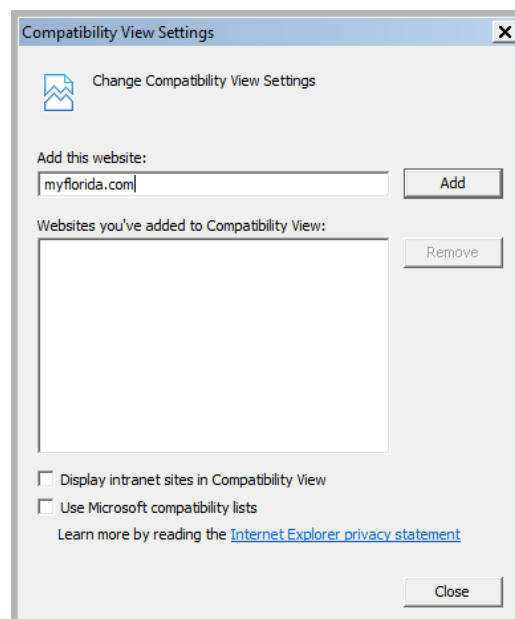 Compatibility View Settings
Change Compatibility View Settings
Add this website:
myflorida.com
Add
Websites you've added to Compatibility View:
Remove
Display intranet sites in Compatibility View
Use Microsoft compatibility lists
Learn more by reading the Internet Explorer privacy statement
Close